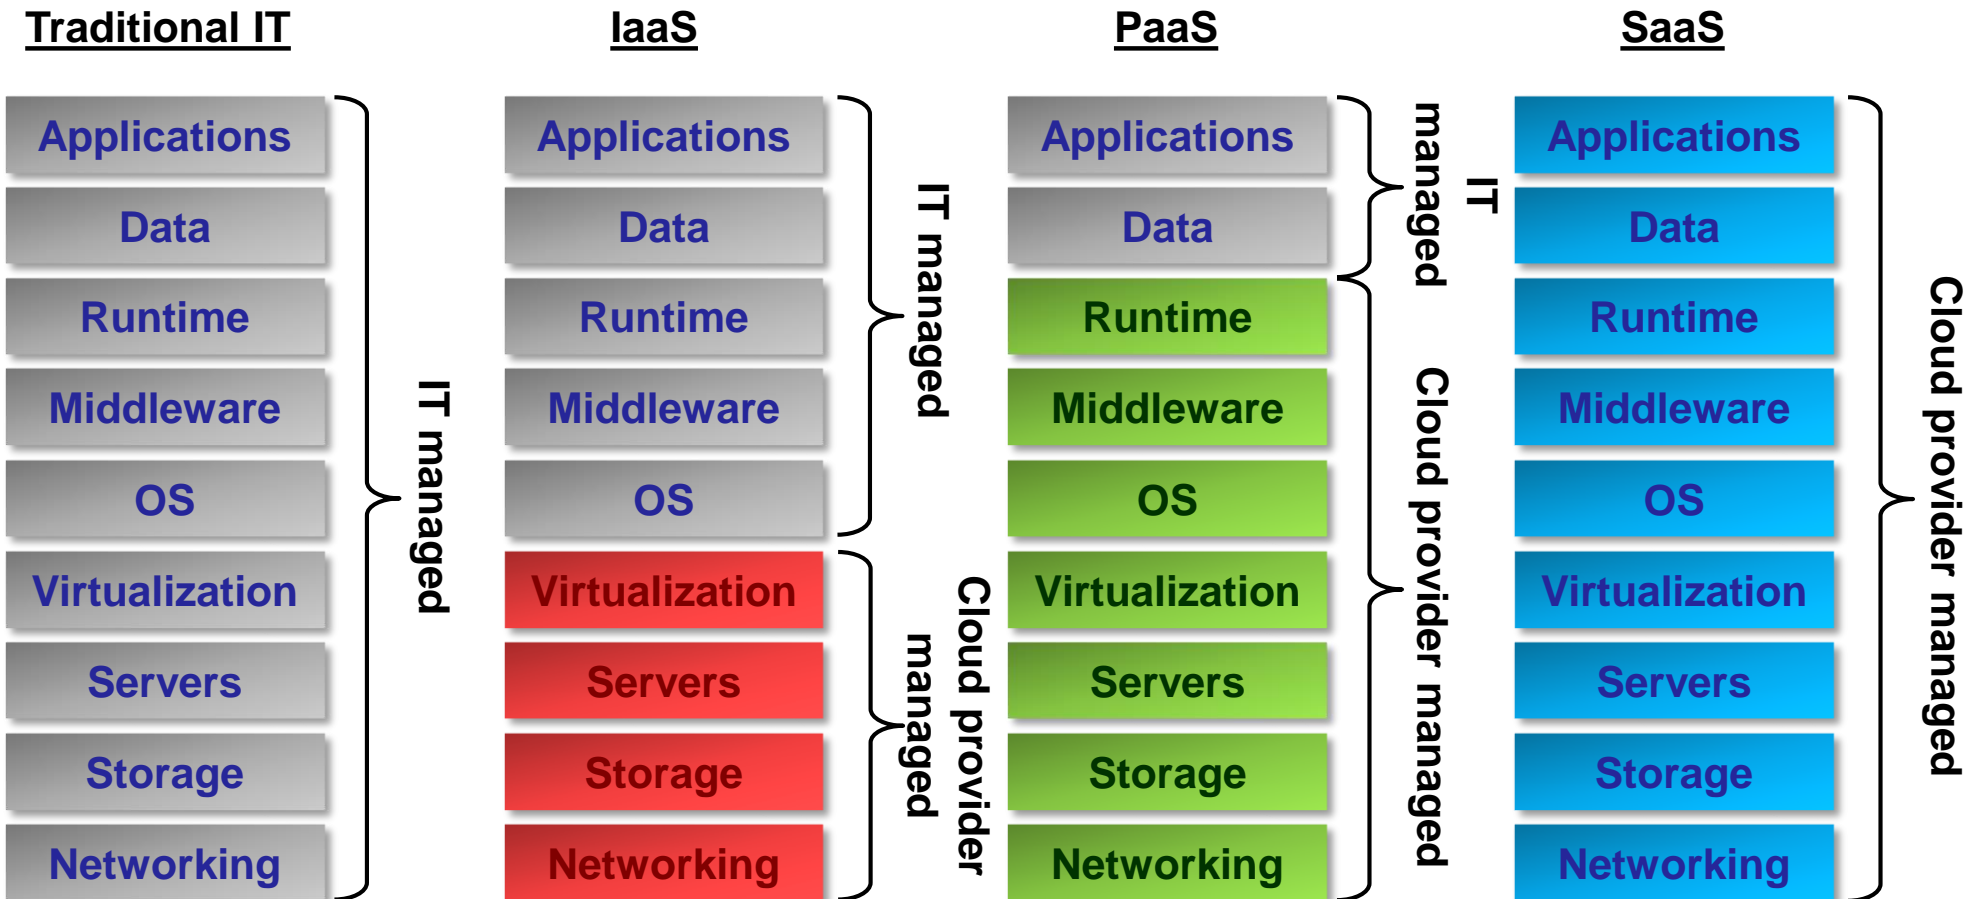 Traditional IT
Applications
Data
Runtime
Middleware
OS
Virtualization
Servers
Storage
Networking
IT managed
IaaS
Applications
Data
Runtime
Middleware
OS
Virtualization
Servers
Storage
Networking
IT managed
Cloud provider
managed
PaaS
Applications
Data
Runtime
Middleware
OS
Virtualization
Servers
Storage
Networking
IT
managed
Cloud provider managed
SaaS
Applications
Data
Runtime
Middleware
OS
Virtualization
Servers
Storage
Networking
Cloud provider managed